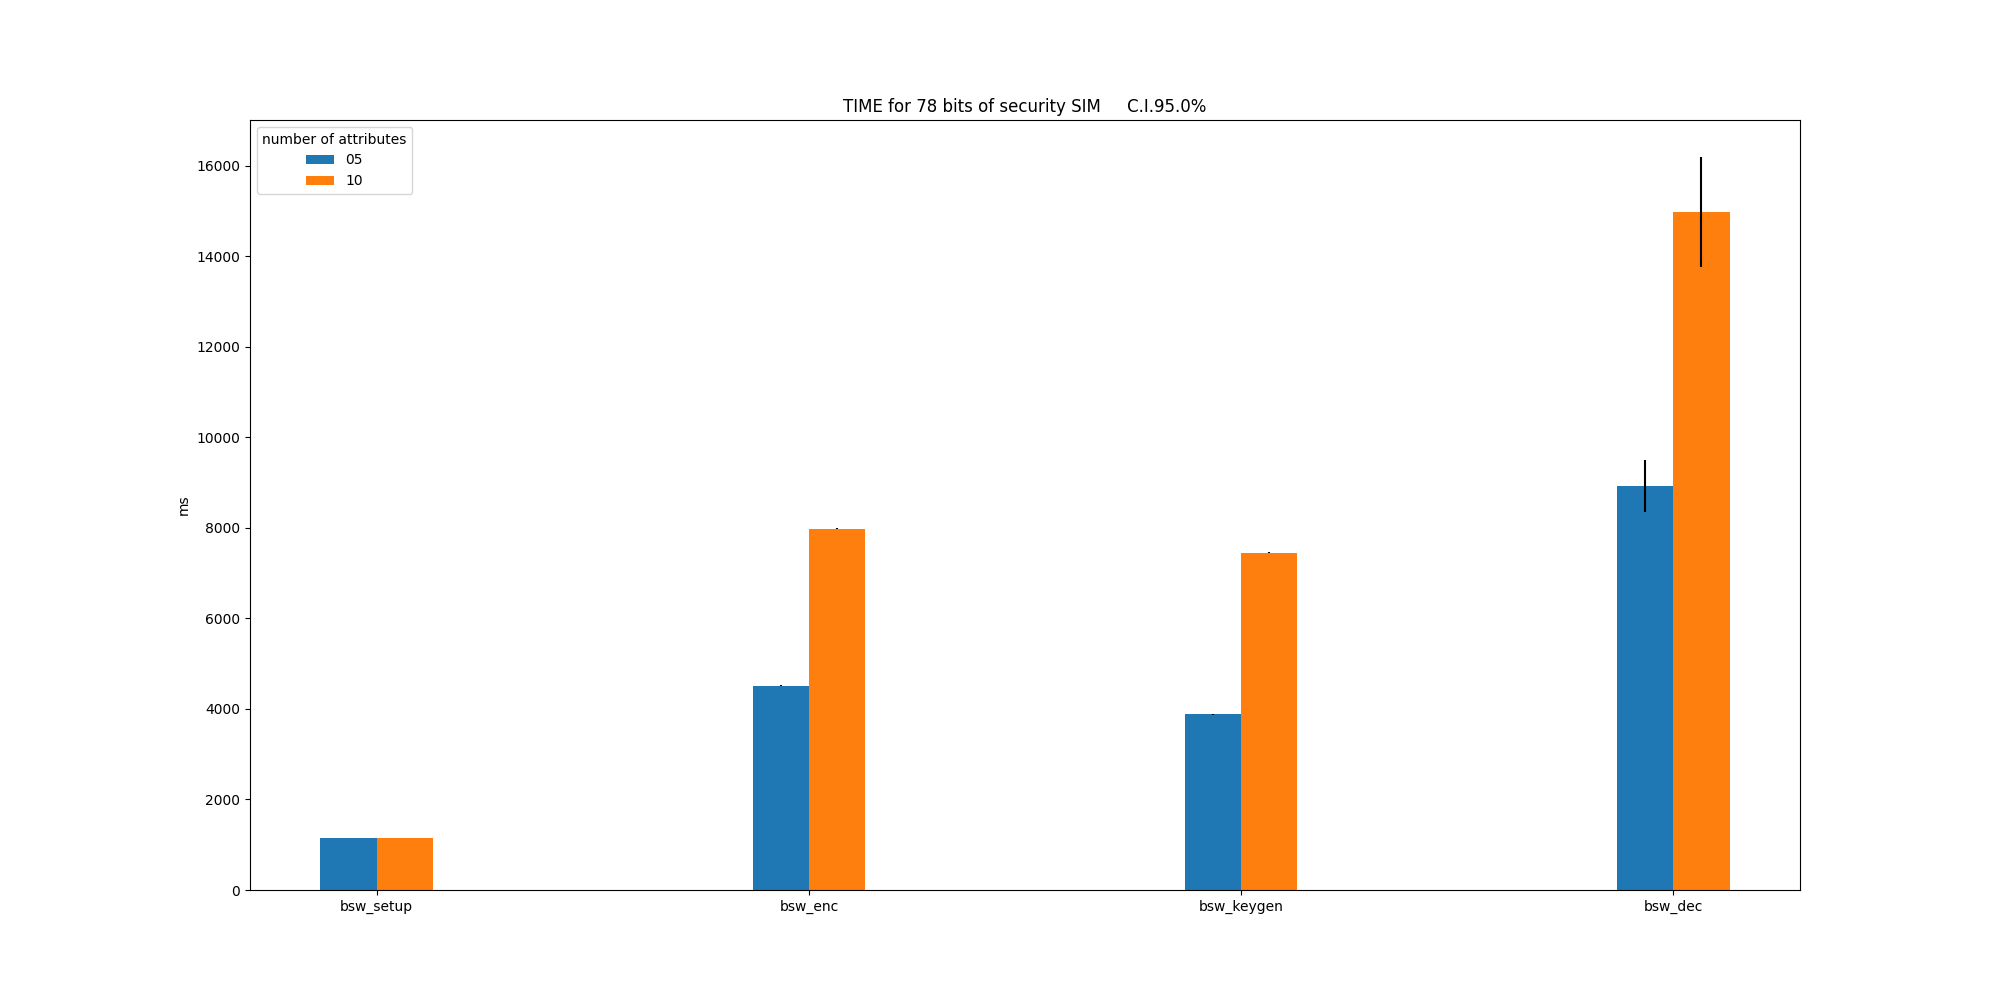 TIME for 78 bits of security SIM     C.I.95.0%
number of attributes
05
10
16000
14000
12000
10000
8000
6000
4000
2000
0
ms
bsw_setup
bsw_enc
bsw_keygen
bsw_dec